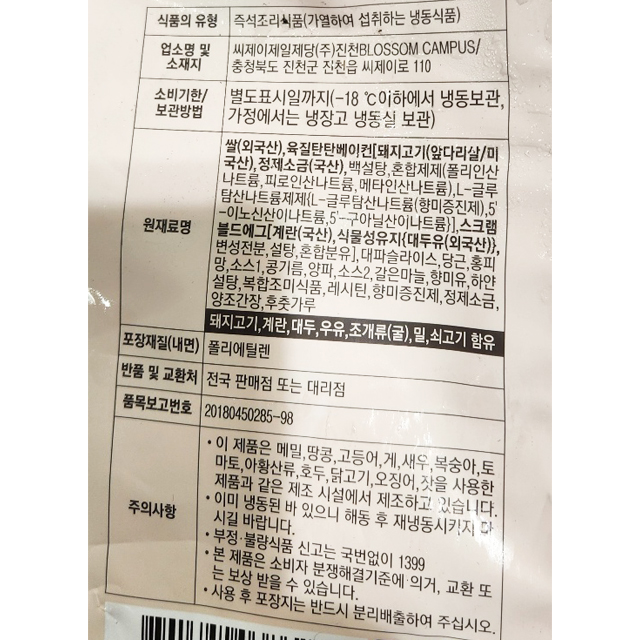 식품의 유형 즉석조리식품(가열하여 섭취하는 냉동식품)
업소명 및 소재지 씨제이제일제당(주)진천BLOSSOM CAMPUS/
충청북도 진천군 진천읍 씨제이로 110
소비기한/보관방법 별도표시일까지(-18 ℃이하에서 냉동보관,
가정에서는 냉장고 냉동실 보관)
원재료명
쌀(외국산),육질탄탄베이컨[돼지고기(앞다리살/미
국산),정제소금(국산),백설탕,혼합제제(폴리인산
나트륨,피로인산나트륨,메타인산나트륨),L-글루
탐산나트륨제제{L-글루탐산나트륨(향미증진제),5'
-이노신산이나트륨,5'-구아닐산이나트륨}],스크램
블드에그[계란(국산),식물성유지{대두유(외국산)},
변성전분,설탕,혼합분유],대파슬라이스,당근,홍피
망,소스1,콩기름,양파,소스2,갈은마늘,향미유,하얀
설탕,복합조미식품,레시틴,향미증진제,정제소금,
양조간장,후춧가루
돼지고기,계란,대두,우유,조개류(굴),밀,쇠고기 함유
포장재질(내면) 폴리에틸렌
반품 및 교환처 전국 판매점 또는 대리점
품목보고번호 20180450285-98
주의사항
• 이 제품은 메밀,땅콩,고등어,게,새우,복숭아,토
마토,아황산류,호두,닭고기,오징어,잣을 사용한
제품과 같은 제조 시설에서 제조하고 있습니다.
• 이미 냉동된 바 있으니 해동 후 재냉동시키지 마
시길 바랍니다.
• 부정·불량식품 신고는 국번없이 1399
• 본 제품은 소비자 분쟁해결기준에 의거, 교환 또
는 보상 받을 수 있습니다.
• 사용 후 포장지는 반드시 분리배출하여 주십시오.